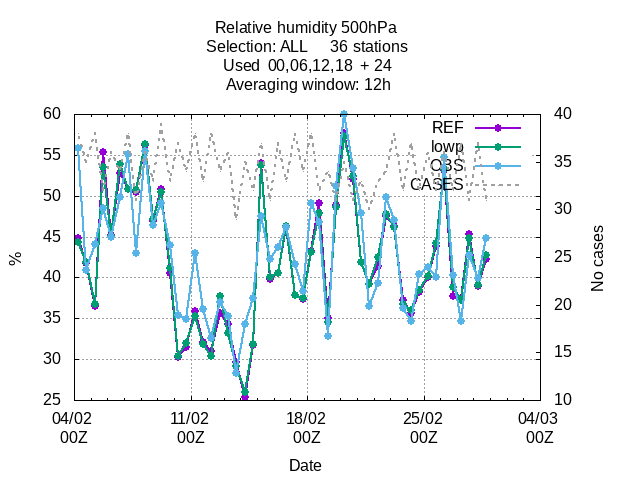 Relative humidity 500hPa
Selection: ALL 36 stations
Used 00,06,12,18 + 24
Averaging window: 12h
60 40
REF
55 lowp 35
OBS
50 CASES 30
45 25
40 20
35 15
30
25 10
04/02 11/02 18/02 25/02 04/03
00Z 00Z 00Z 00Z 00Z
%
No cases
Date